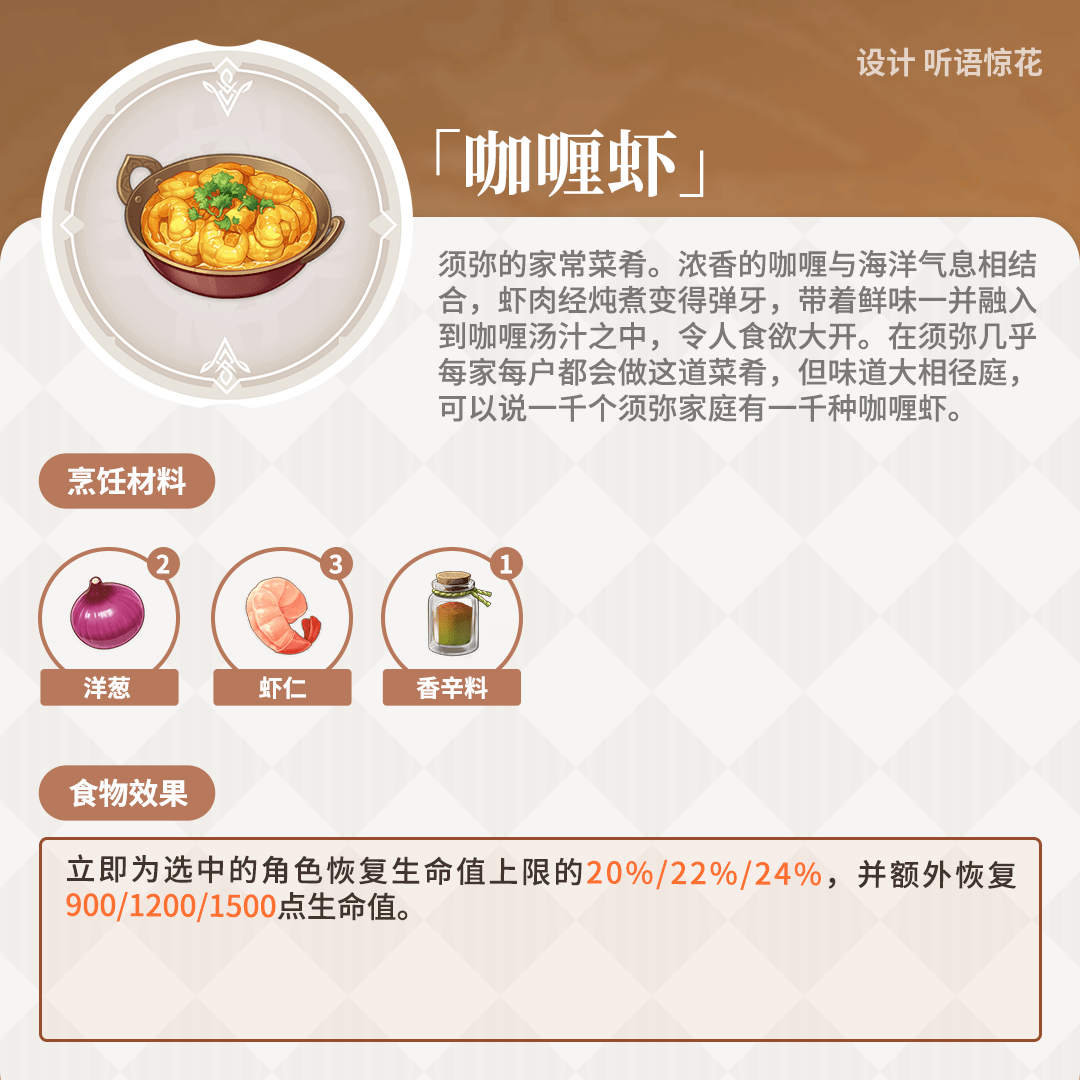 设计 听语惊花
「咖喱虾」
须弥的家常菜肴。浓香的咖喱与海洋气息相结
合，虾肉经炖煮变得弹牙，带着鲜味一并融入
到咖喱汤汁之中，令人食欲大开。在须弥几乎
每家每户都会做这道菜肴，但味道大相径庭，
可以说一千个须弥家庭有一千种咖喱虾。
烹饪材料
2
3
1
洋葱
虾仁
香辛料
食物效果
立即为选中的角色恢复生命值上限的20%/22%/24%，并额外恢复
900/1200/1500点生命值。